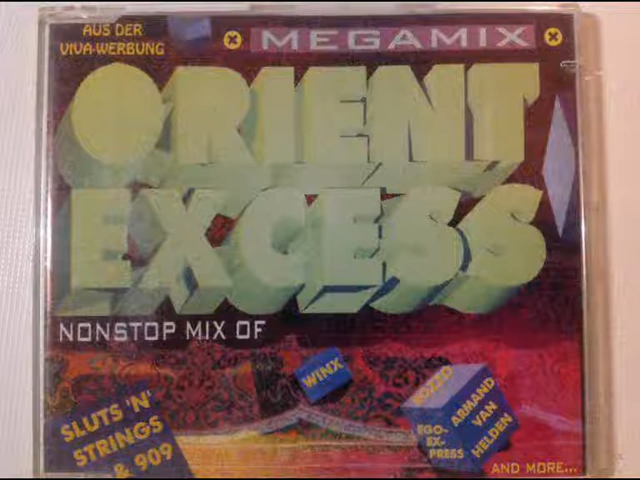 AUS DER
VIVA-WERBUNG
MEGAMIX
ORIENT
EXCESS
NONSTOP MIX OF
WINX
SLUTS 'N'
STRINGS
& 909
EGO
EX-
PRESS
ARMAND
VAN
HELDEN
AND MORE...